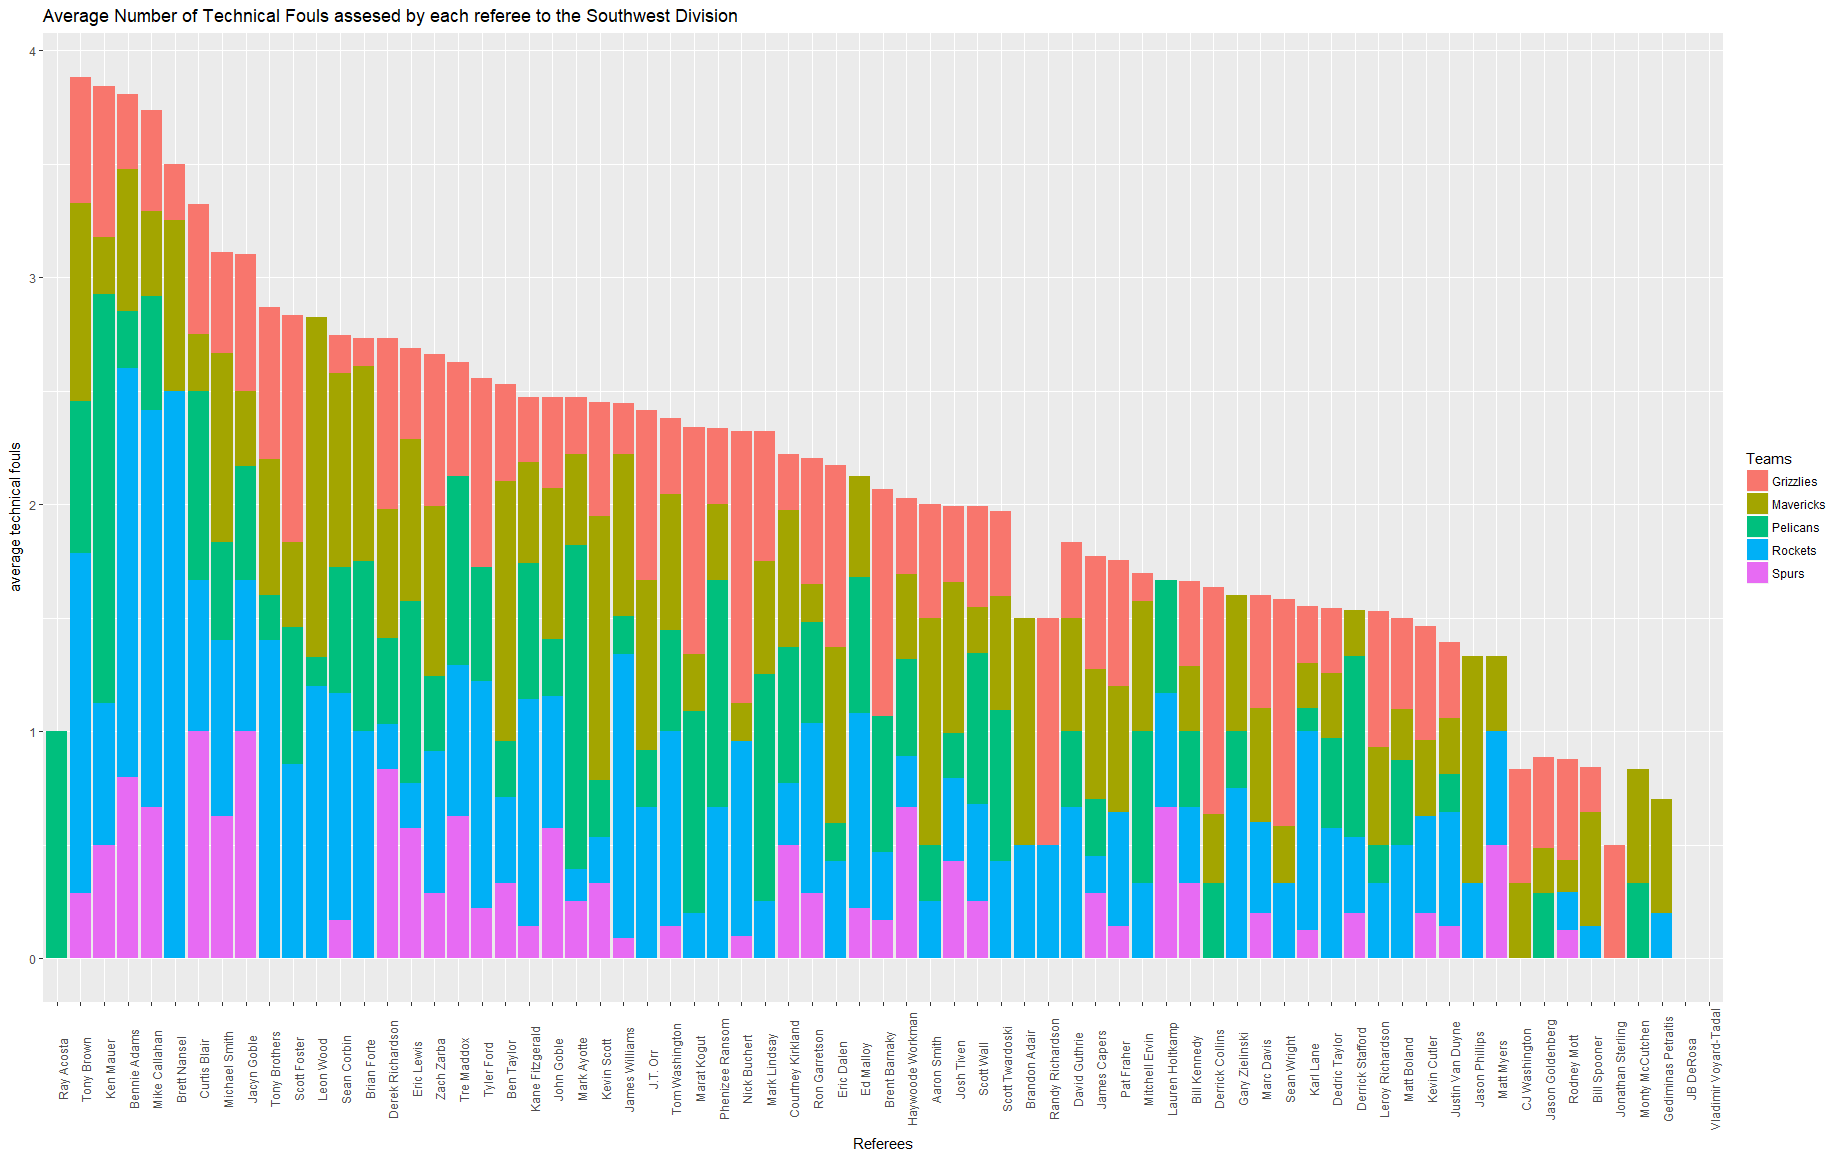 Average Number of Technical Fouls assesed by each referee to the Southwest Division
average technical fouls
4
3
2
1
0
Ray Acosta
Tony Brown
Ken Mauer
Bennie Adams
Mike Callahan
Brett Nansel
Curtis Blair
Michael Smith
Jacyn Goble
Tony Brothers
Scott Foster
Leon Wood
Sean Corbin
Brian Forte
Derek Richardson
Eric Lewis
Zach Zarba
Tre Maddox
Tyler Ford
Ben Taylor
Kane Fitzgerald
John Goble
Mark Ayotte
Kevin Scott
James Williams
J.T. Orr
Tom Washington
Marat Kogut
Phenizee Ransom
Nick Buchert
Mark Lindsay
Courtney Kirkland
Ron Garretson
Eric Dalen
Ed Malloy
Brent Barnaky
Haywoode Workman
Aaron Smith
Josh Tiven
Scott Wall
Scott Twardoski
Brandon Adair
Randy Richardson
David Guthrie
James Capers
Pat Fraher
Mitchell Ervin
Lauren Holtkamp
Bill Kennedy
Derrick Collins
Gary Zielinski
Marc Davis
Sean Wright
Karl Lane
Dedric Taylor
Derrick Stafford
Leroy Richardson
Matt Boland
Kevin Cutler
Justin Van Duyne
Jason Phillips
Matt Myers
CJ Washington
Jason Goldenberg
Rodney Mott
Bill Spooner
Jonathan Sterling
Monty McCutchen
Gediminas Petraitis
JB DeRosa
Vladimir Voyard-Tadal
Referees
Teams
Grizzlies
Mavericks
Pelicans
Rockets
Spurs